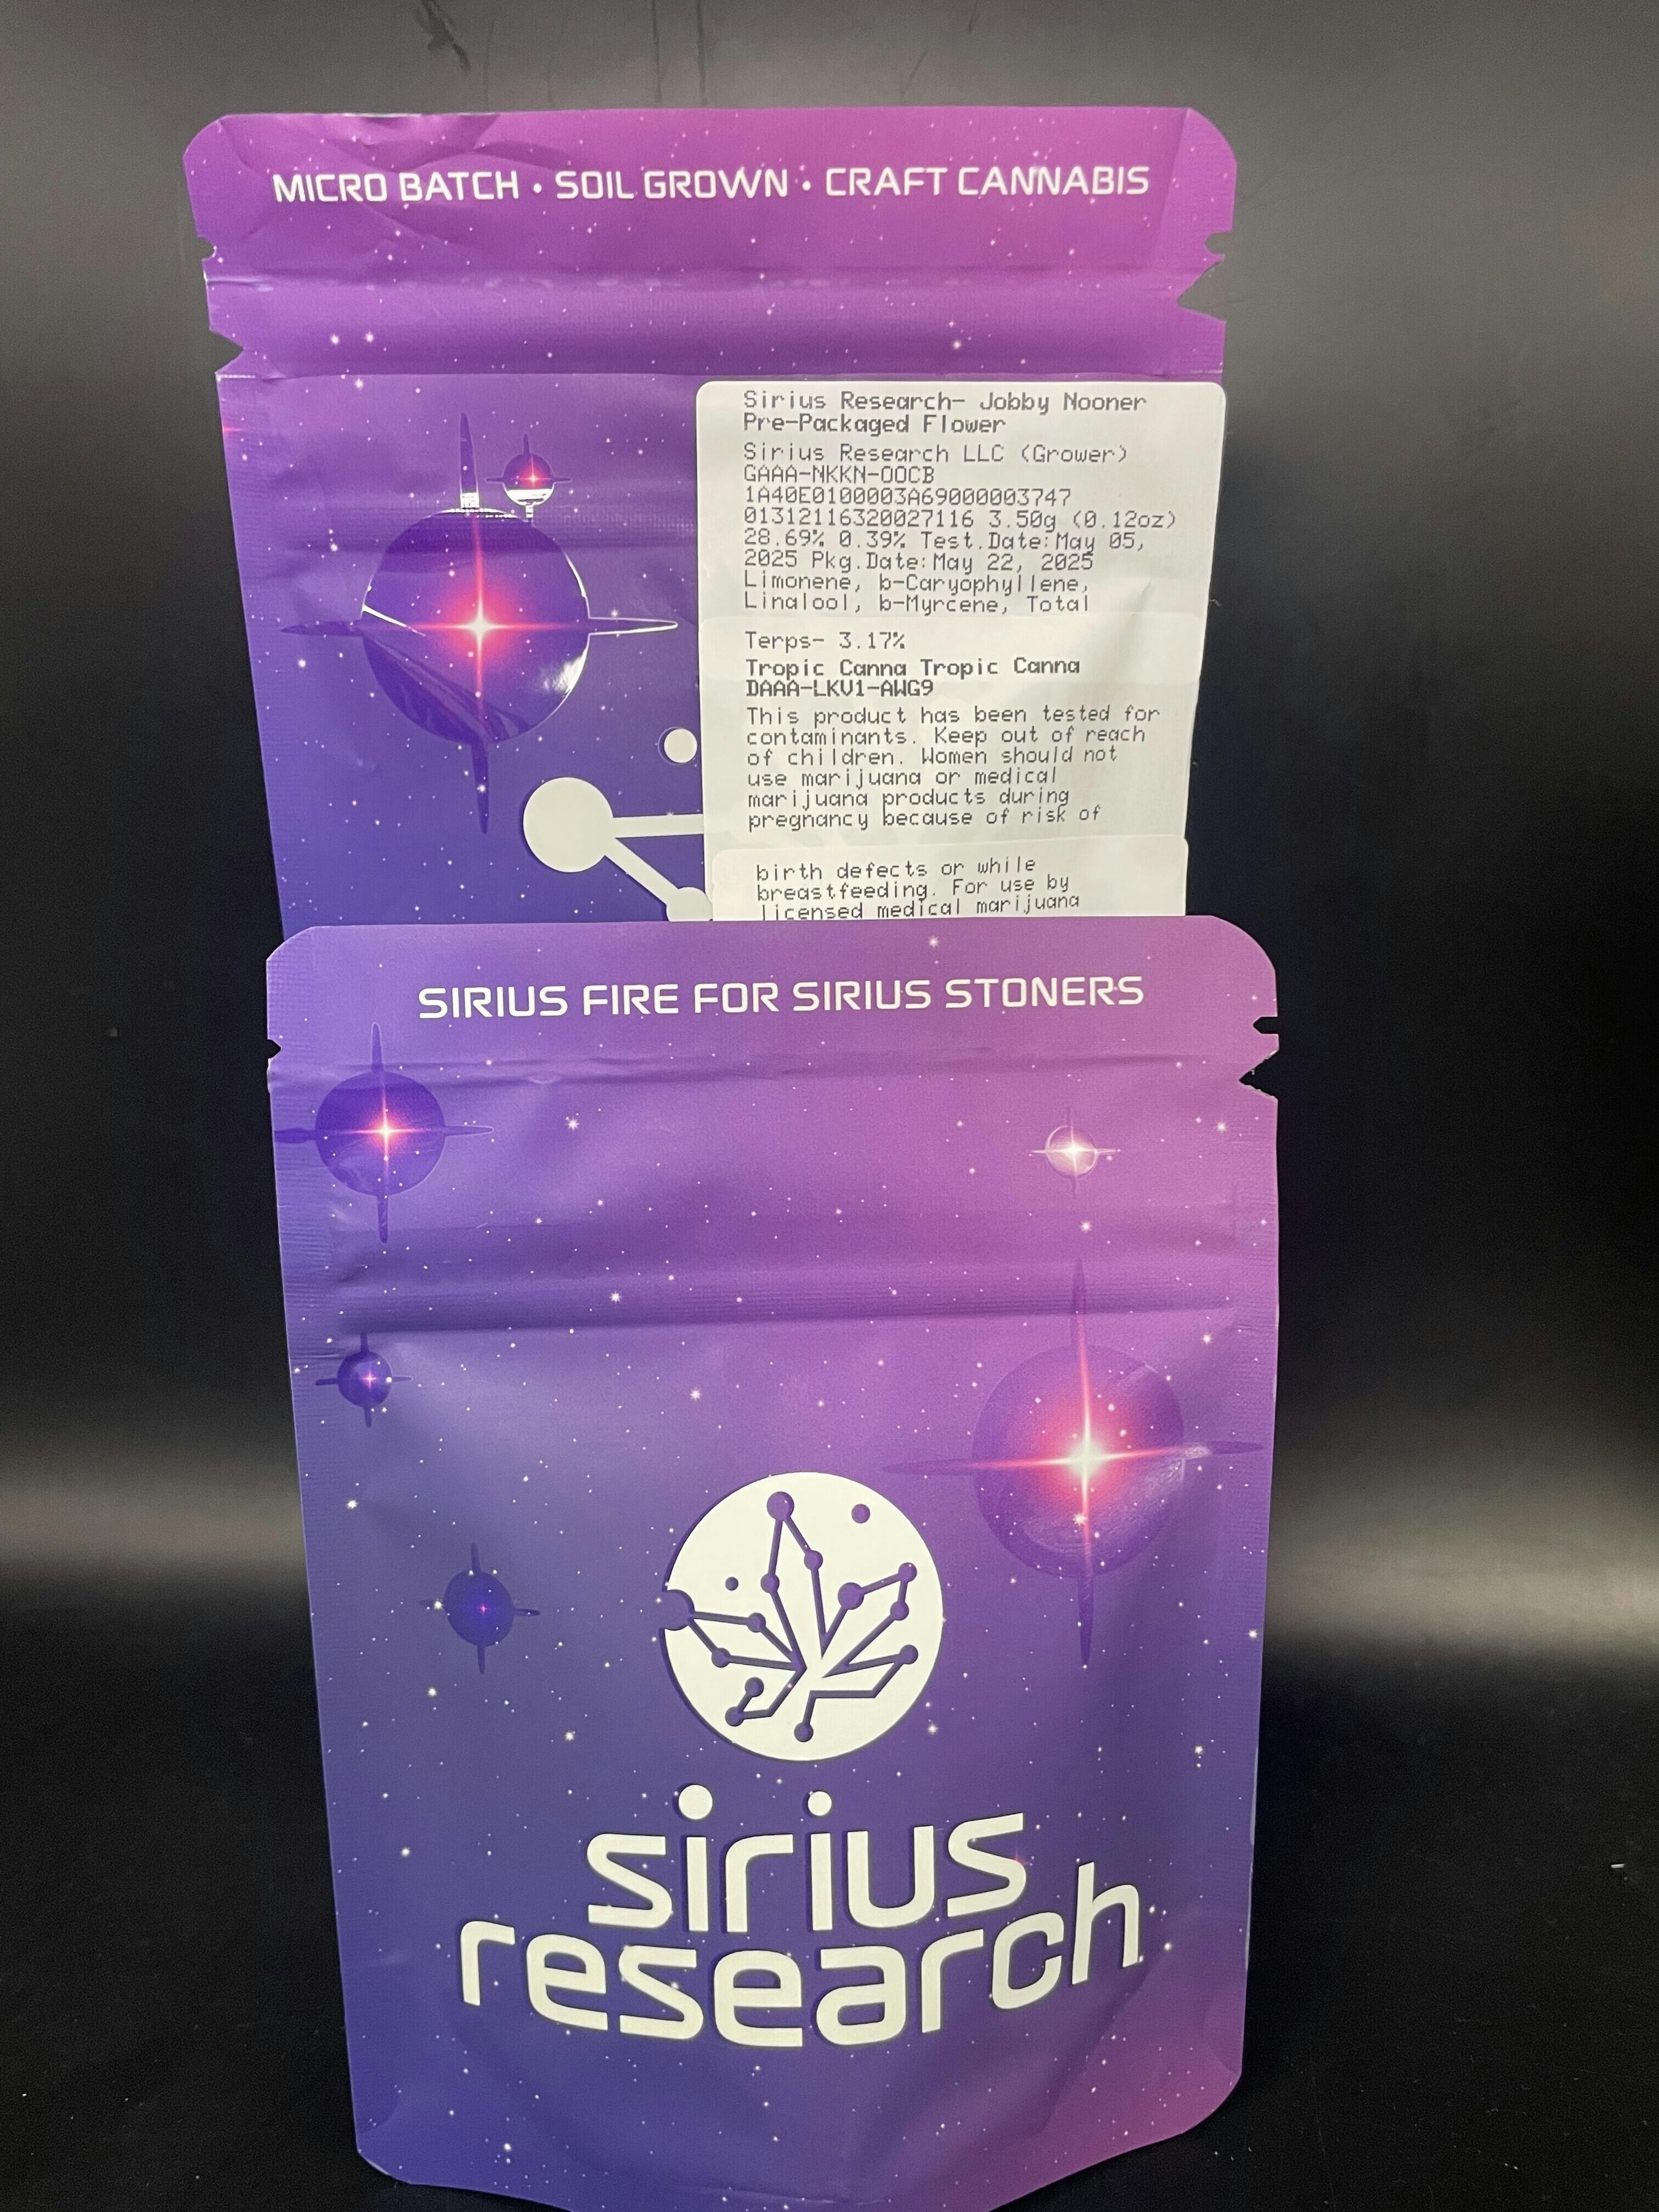 MICRO BATCH • SOIL GROWN • CRAFT CANNABIS
Sirius Research- Jobby Nooner
Pre-Packaged Flower
Sirius Research LLC (Grower)
GAAA-NKKN-OOCB
1A40E0100003A69000003747
01312116320027116 3.50g (0.12oz)
28.69% 0.39% Test.Date:May 05,
2025 Pkg.Date:May 22, 2025
Limonene, b-Caryophyllene,
Linalool, b-Myrcene, Total
Terps- 3.17%
Tropic Canna Tropic Canna
DAAA-LKV1-AWG9
This product has been tested for
contaminants. Keep out of reach
of children. Women should not
use marijuana or medical
marijuana products during
pregnancy because of risk of
birth defects or while
breastfeeding. For use by
licensed medical marijuana
SIRIUS FIRE FOR SIRIUS STONERS
sirius
research